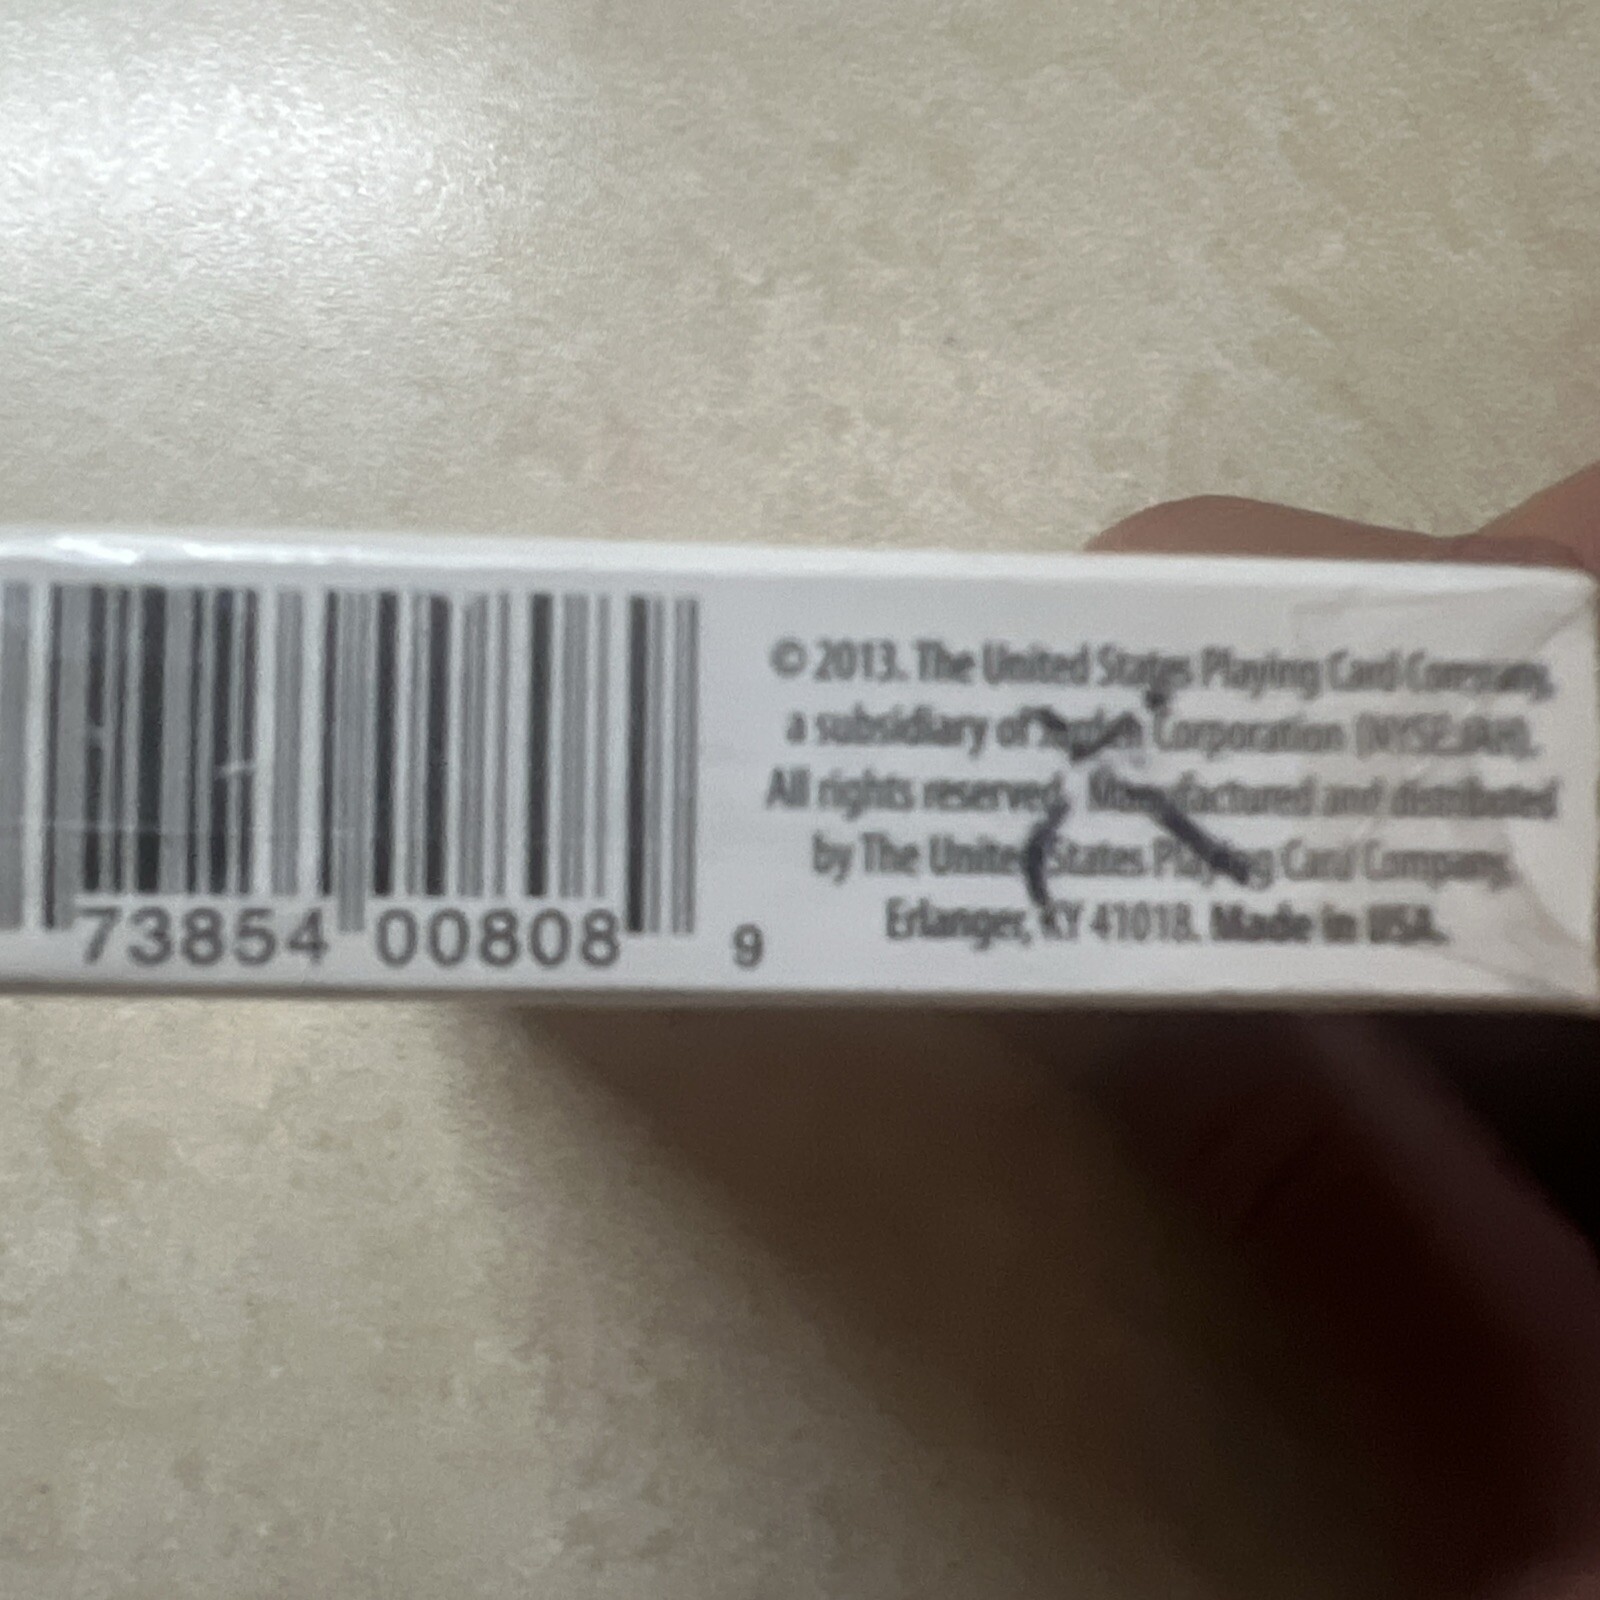 73854 00808 9
© 2013. The United States Playing Card Company,
a subsidiary of Corporation (NYSE:JAH).
All rights reserved. Manufactured and distributed
by The United States Playing Card Company,
Erlanger, KY 41018. Made in USA.